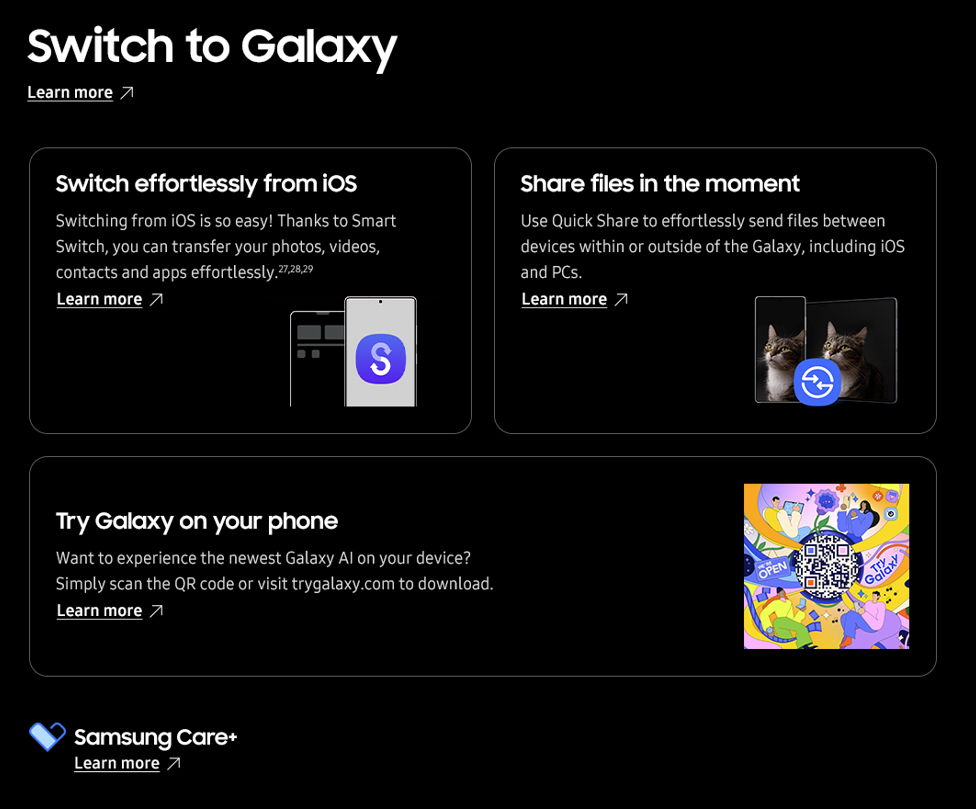 Switch to Galaxy
Learn more
Switch effortlessly from iOS
Switching from iOS is so easy! Thanks to Smart
Switch, you can transfer your photos, videos,
contacts and apps effortlessly.27,28,29
Learn more
Share files in the moment
Use Quick Share to effortlessly send files between
devices within or outside of the Galaxy, including iOS
and PCs.
Learn more
Try Galaxy on your phone
Want to experience the newest Galaxy AI on your device?
Simply scan the QR code or visit trygalaxy.com to download.
Learn more
OPEN
Try
Galaxy
Samsung Care+
Learn more